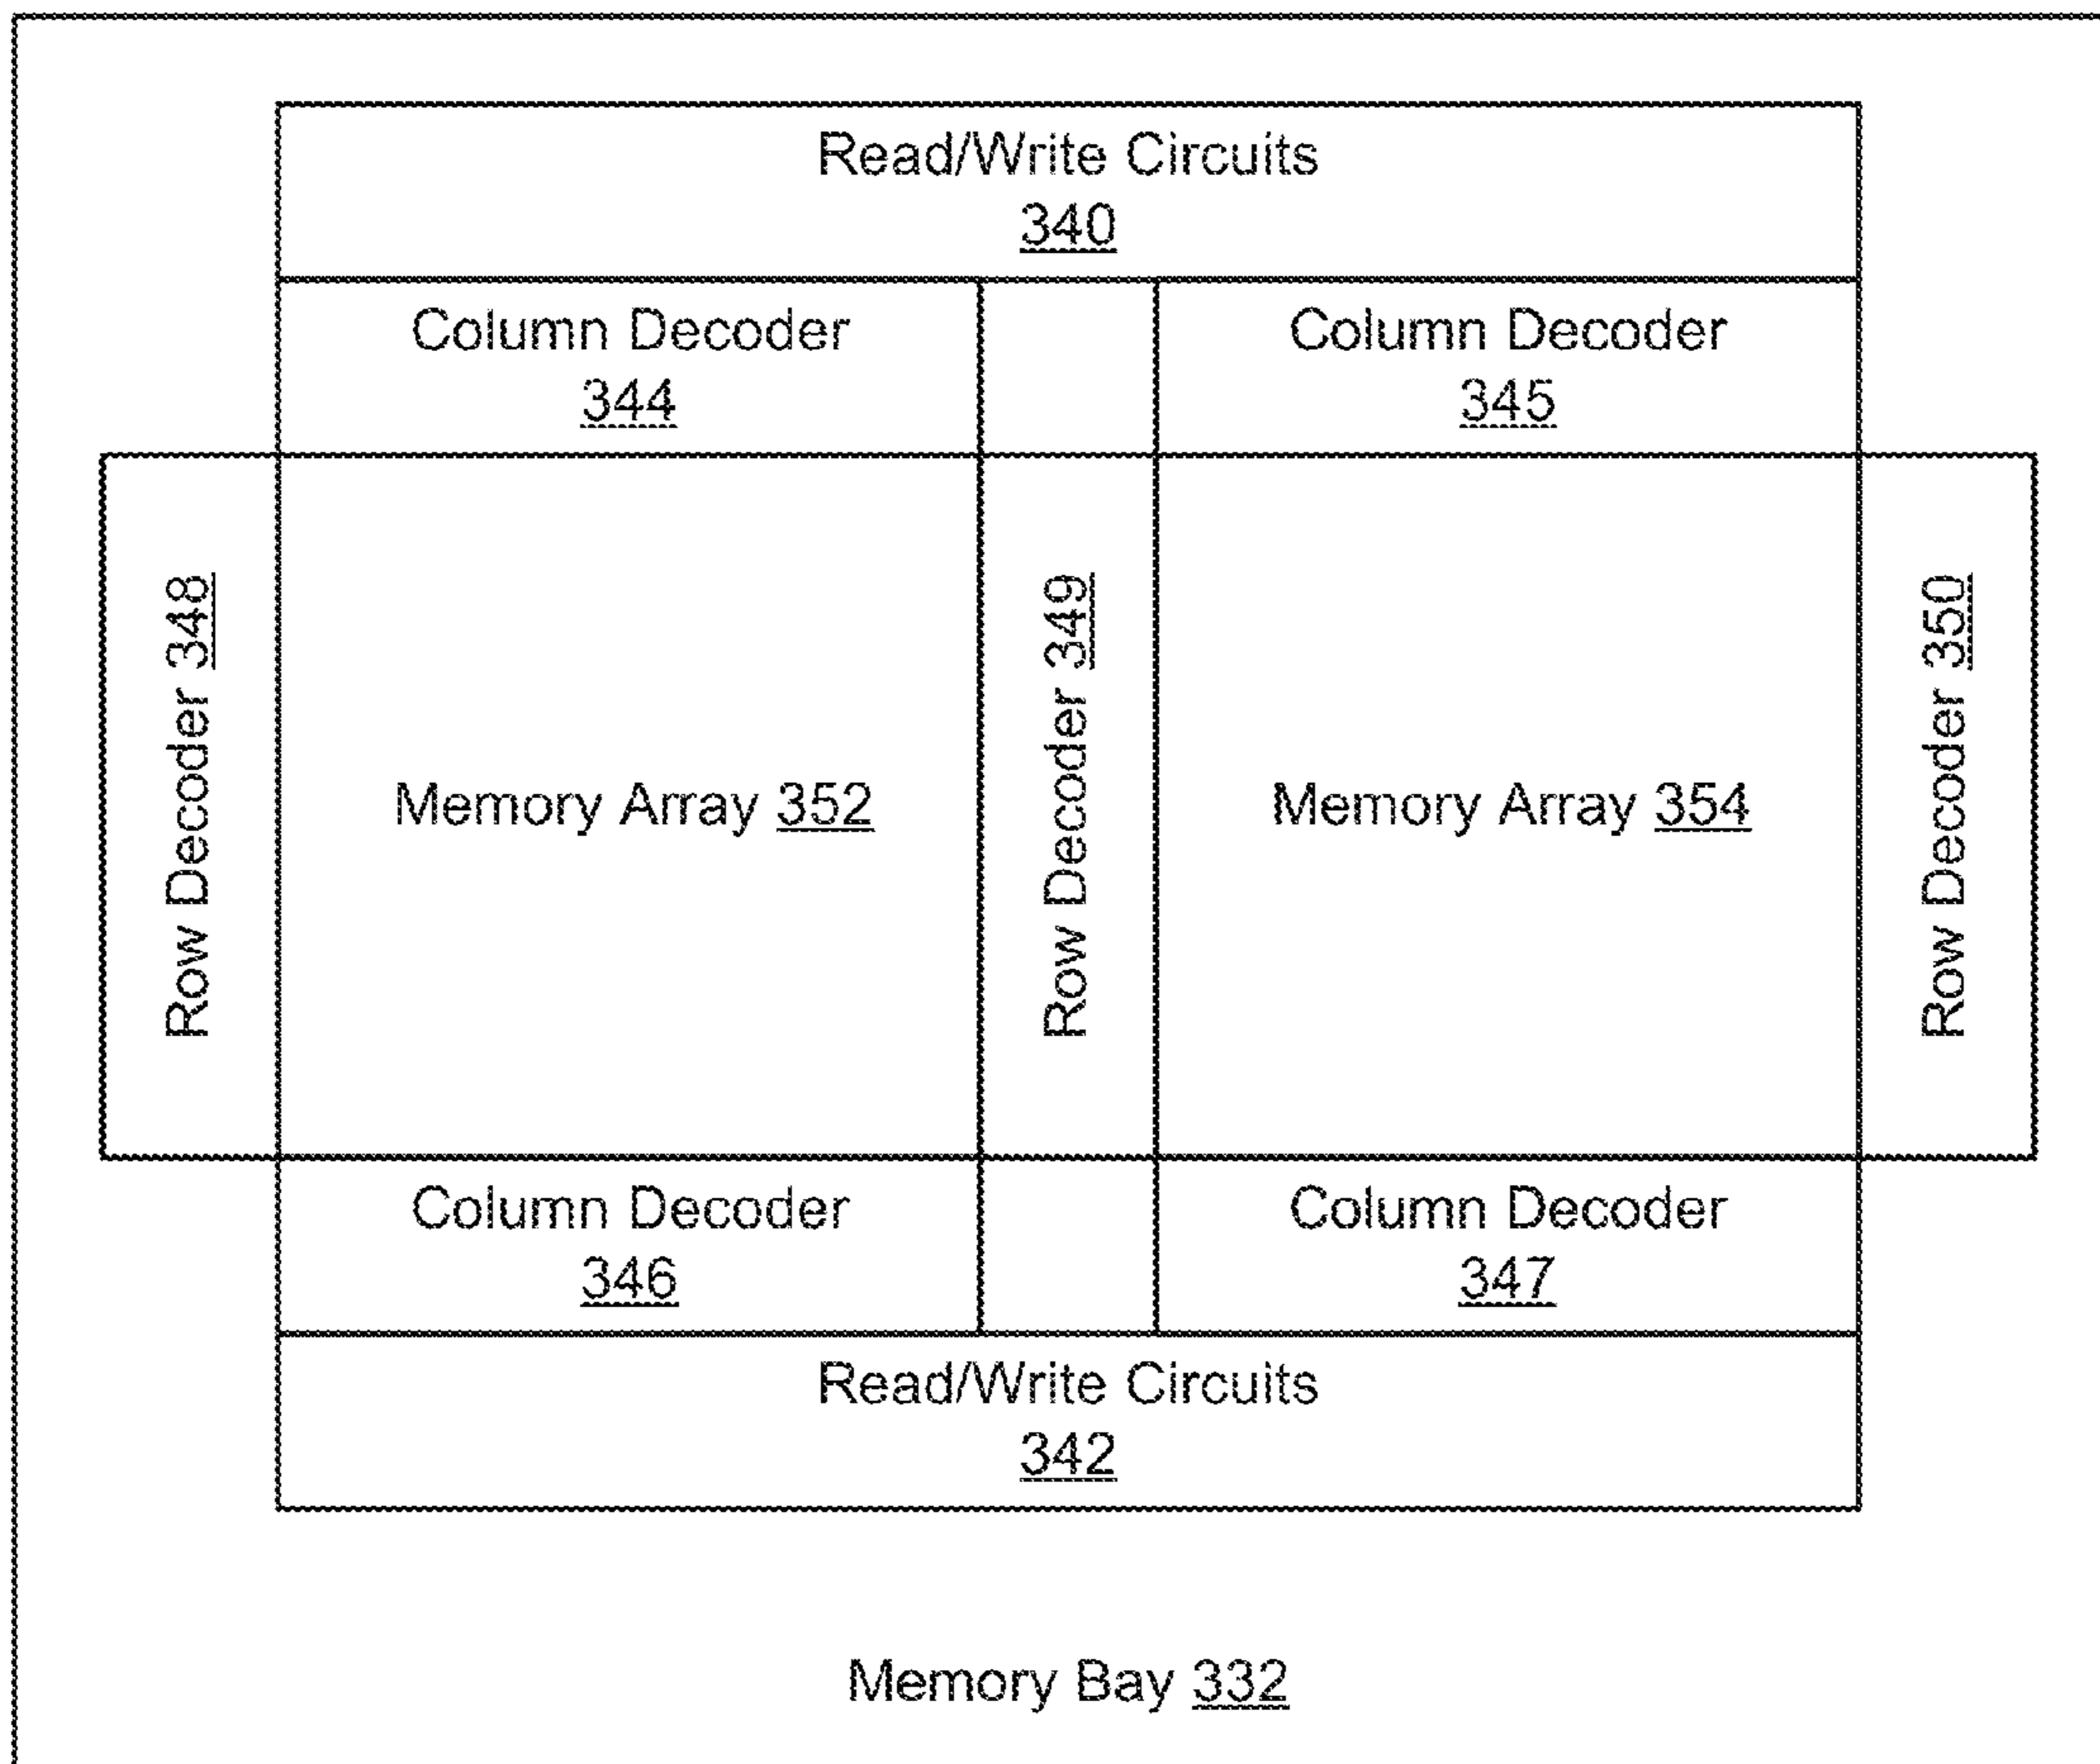 Read/Write Circuits
340
Column Decoder
344
Column Decoder
345
Row Decoder 348
Memory Array 352
Row Decoder 349
Memory Array 354
Row Decoder 350
Column Decoder
346
Column Decoder
347
Read/Write Circuits
342
Memory Bay 332